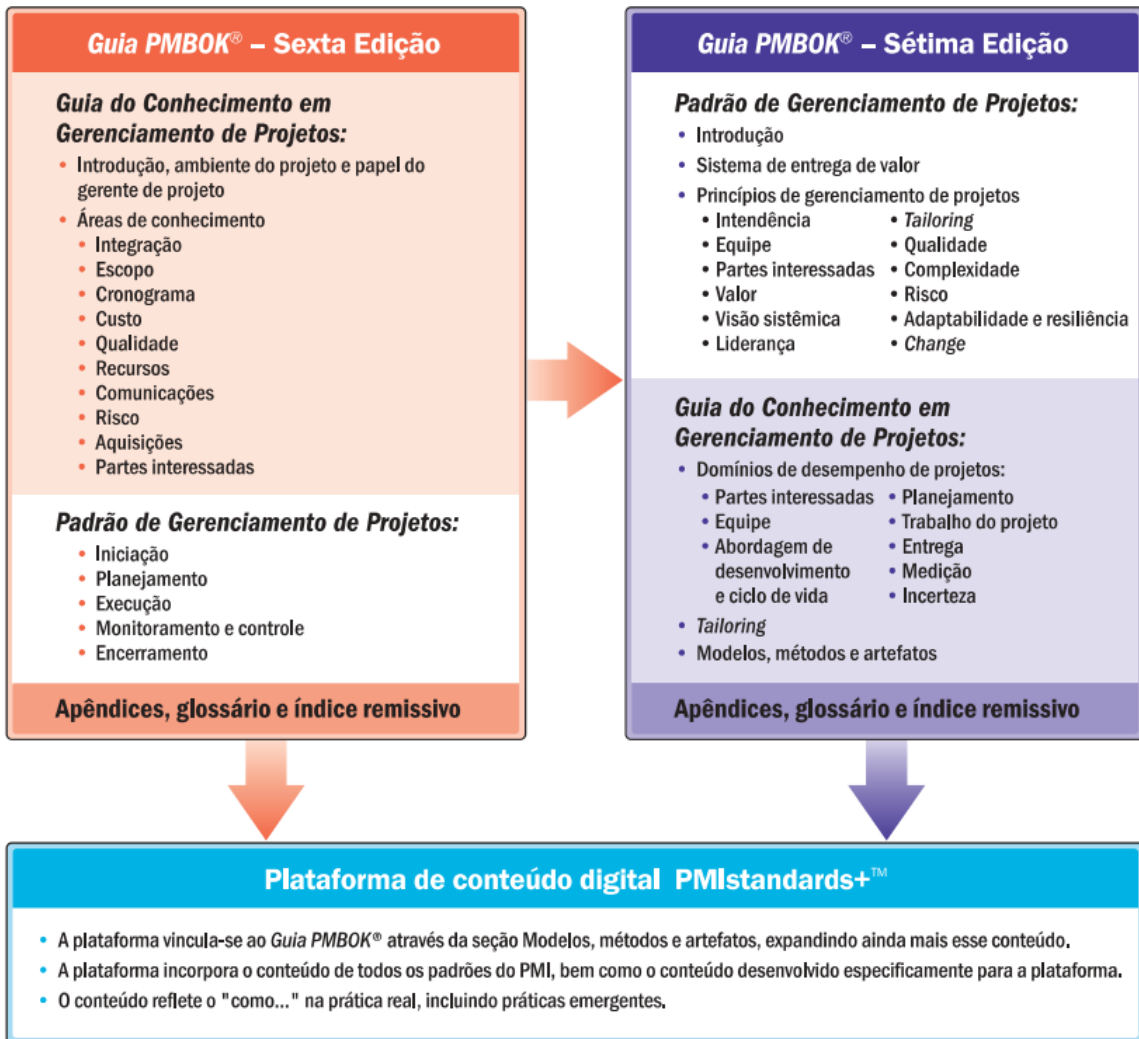 Guia PMBOK® – Sexta Edição
Guia do Conhecimento em
Gerenciamento de Projetos:
• Introdução, ambiente do projeto e papel do
gerente de projeto
• Áreas de conhecimento
• Integração
• Escopo
• Cronograma
• Custo
• Qualidade
• Recursos
• Comunicações
• Risco
• Aquisições
• Partes interessadas
Padrão de Gerenciamento de Projetos:
• Iniciação
• Planejamento
• Execução
• Monitoramento e controle
• Encerramento
Apêndices, glossário e índice remissivo
Guia PMBOK® – Sétima Edição
Padrão de Gerenciamento de Projetos:
• Introdução
• Sistema de entrega de valor
• Princípios de gerenciamento de projetos
• Intendência
• Equipe
• Partes interessadas
• Valor
• Visão sistêmica
• Liderança
• Tailoring
• Qualidade
• Complexidade
• Risco
• Adaptabilidade e resiliência
• Change
Guia do Conhecimento em
Gerenciamento de Projetos:
• Domínios de desempenho de projetos:
• Partes interessadas
• Equipe
• Abordagem de
desenvolvimento
e ciclo de vida
• Planejamento
• Trabalho do projeto
• Entrega
• Medição
• Incerteza
• Tailoring
• Modelos, métodos e artefatos
Apêndices, glossário e índice remissivo
Plataforma de conteúdo digital PMIstandards+™
• A plataforma vincula-se ao Guia PMBOK® através da seção Modelos, métodos e artefatos, expandindo ainda mais esse conteúdo.
• A plataforma incorpora o conteúdo de todos os padrões do PMI, bem como o conteúdo desenvolvido especificamente para a plataforma.
• O conteúdo reflete o "como..." na prática real, incluindo práticas emergentes.